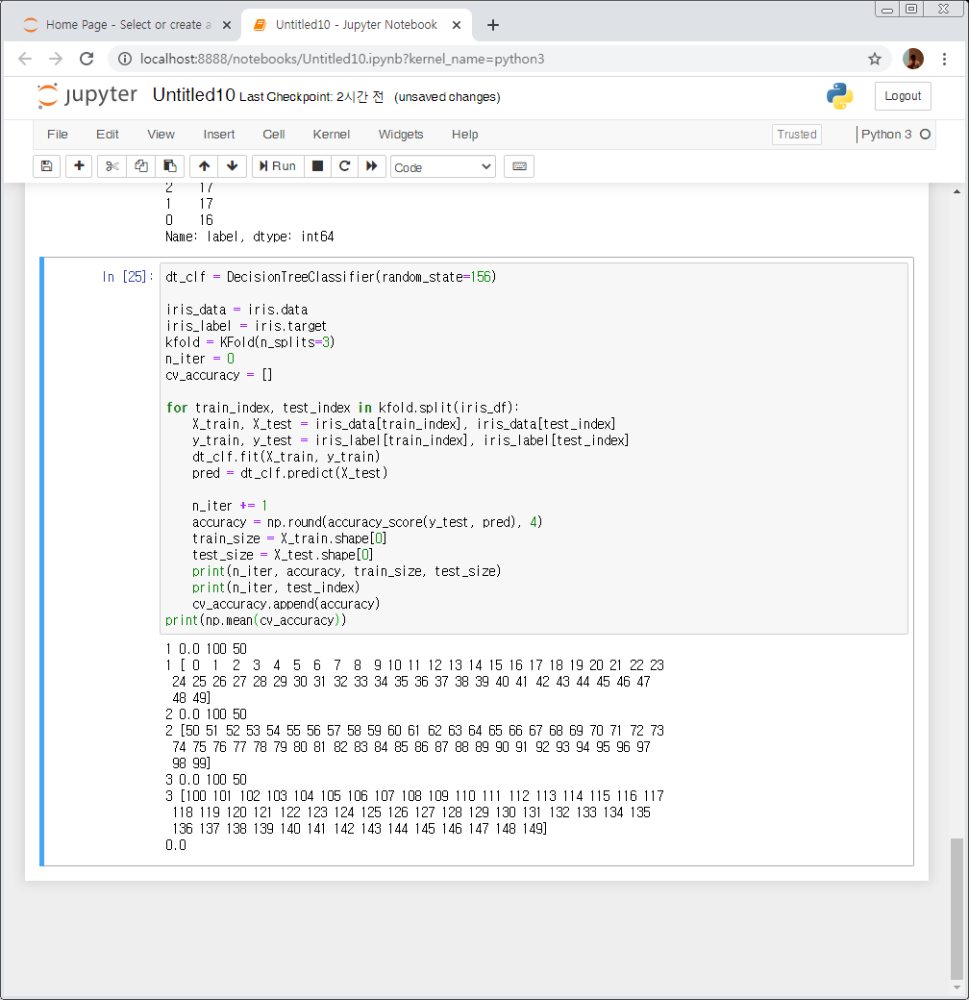 Home Page - Select or create a
Untitled10 - Jupyter Notebook
localhost:8888/notebooks/Untitled10.ipynb?kernel_name=python3
jupyter Untitled10 Last Checkpoint: 2시간 전 (unsaved changes)
Logout
File Edit View Insert Cell Kernel Widgets Help Trusted Python 3
Run Code
2 17
1 17
0 16
Name: label, dtype: int64
In [25]: dt_clf = DecisionTreeClassifier(random_state=156)
iris_data = iris.data
iris_label = iris.target
kfold = KFold(n_splits=3)
n_iter = 0
cv_accuracy = []
for train_index, test_index in kfold.split(iris_df):
X_train, X_test = iris_data[train_index], iris_data[test_index]
y_train, y_test = iris_label[train_index], iris_label[test_index]
dt_clf.fit(X_train, y_train)
pred = dt_clf.predict(X_test)
n_iter += 1
accuracy = np.round(accuracy_score(y_test, pred), 4)
train_size = X_train.shape[0]
test_size = X_test.shape[0]
print(n_iter, accuracy, train_size, test_size)
print(n_iter, test_index)
cv_accuracy.append(accuracy)
print(np.mean(cv_accuracy))
1 0.0 100 50
1 [ 0 1 2 3 4 5 6 7 8 9 10 11 12 13 14 15 16 17 18 19 20 21 22 23
24 25 26 27 28 29 30 31 32 33 34 35 36 37 38 39 40 41 42 43 44 45 46 47
48 49]
2 0.0 100 50
2 [50 51 52 53 54 55 56 57 58 59 60 61 62 63 64 65 66 67 68 69 70 71 72 73
74 75 76 77 78 79 80 81 82 83 84 85 86 87 88 89 90 91 92 93 94 95 96 97
98 99]
3 0.0 100 50
3 [100 101 102 103 104 105 106 107 108 109 110 111 112 113 114 115 116 117
118 119 120 121 122 123 124 125 126 127 128 129 130 131 132 133 134 135
136 137 138 139 140 141 142 143 144 145 146 147 148 149]
0.0